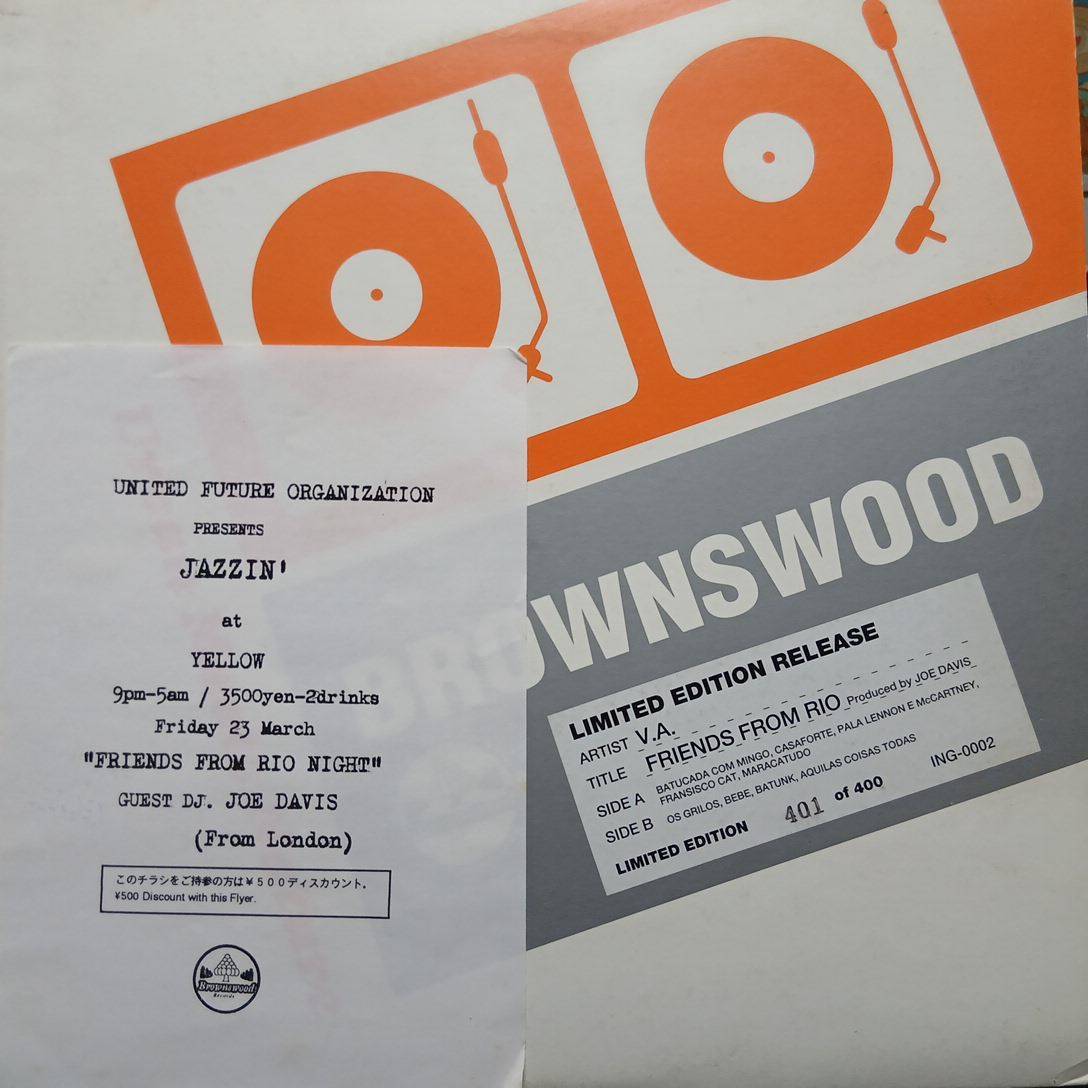 UNITED FUTURE ORGANIZATION
PRESENTS
JAZZIN'
at
YELLOW
9pm-5am / 3500yen-2drinks
Friday 23 March
"FRIENDS FROM RIO NIGHT"
GUEST DJ. JOE DAVIS
(From London)
このチラシをご持参の方は¥500ディスカウント。
¥500 Discount with this Flyer.
Brownswood
Records
BROWNSWOOD
LIMITED EDITION RELEASE
ARTIST V.A.
TITLE FRIENDS FROM RIO Produced by JOE DAVIS
SIDE A BATUCADA COM MINGO, CASAFORTE, PALA LENNON E McCARTNEY,
FRANSISCO CAT, MARACATUDO
SIDE B OS GRILOS, BEBE, BATUNK, AQUILAS COISAS TODAS
LIMITED EDITION 401 of 400
ING-0002